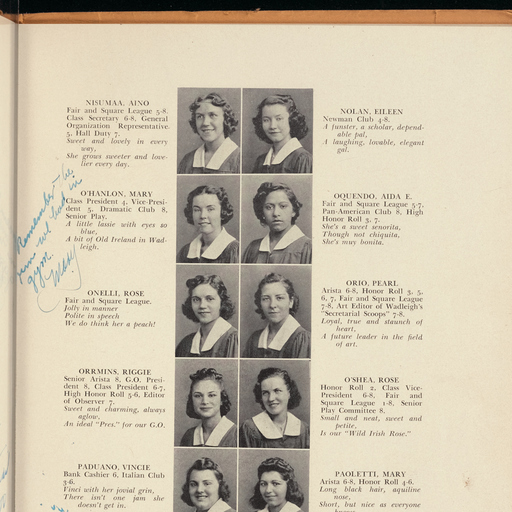 NISUMAA, AINO
Fair and Square League 5-8.
Class Secretary 6-8, General
Organization Representative
5, Hall Duty 7.
Sweet and lovely in every
way,
She grows sweeter and love-
lier every day.
O'HANLON, MARY
Class President 4, Vice-Presi-
dent 5, Dramatic Club 8,
Senior Play.
A little lassie with eyes so
blue,
A bit of Old Ireland in Wad-
leigh.
Remember the
fun we had in
gym.
Mary
ONELLI, ROSE
Fair and Square League.
Jolly in manner
Polite in speech
We do think her a peach!
ORRMINS, RIGGIE
Senior Arista 8, G.O. Presi-
dent 8, Class President 6-7,
High Honor Roll 5-6, Editor
of Observer 7.
Sweet and charming, always
aglow,
An ideal "Pres." for our G.O.
PADUANO, VINCIE
Bank Cashier 6, Italian Club
3-6.
Vinci with her jovial grin,
There isn't one jam she
doesn't get in.
NOLAN, EILEEN
Newman Club 4-8.
A funster, a scholar, depend-
able pal,
A laughing, lovable, elegant
gal.
OQUENDO, AIDA E.
Fair and Square League 5-7,
Pan-American Club 8, High
Honor Roll 3, 7.
She's a sweet senorita,
Though not chiquita,
She's muy bonita.
ORIO, PEARL
Arista 6-8, Honor Roll 3, 5,
6, 7, Fair and Square League
7-8, Art Editor of Wadleigh's
"Secretarial Scoops" 7-8.
Loyal, true and staunch of
heart,
A future leader in the field
of art.
O'SHEA, ROSE
Honor Roll 2, Class Vice-
President 6-8, Fair and
Square League 1-8, Senior
Play Committee 8.
Small and neat, sweet and
petite,
Is our "Wild Irish Rose."
PAOLETTI, MARY
Arista 6-8, Honor Roll 4-6.
Long black hair, aquiline
nose,
Short, but nice as everyone